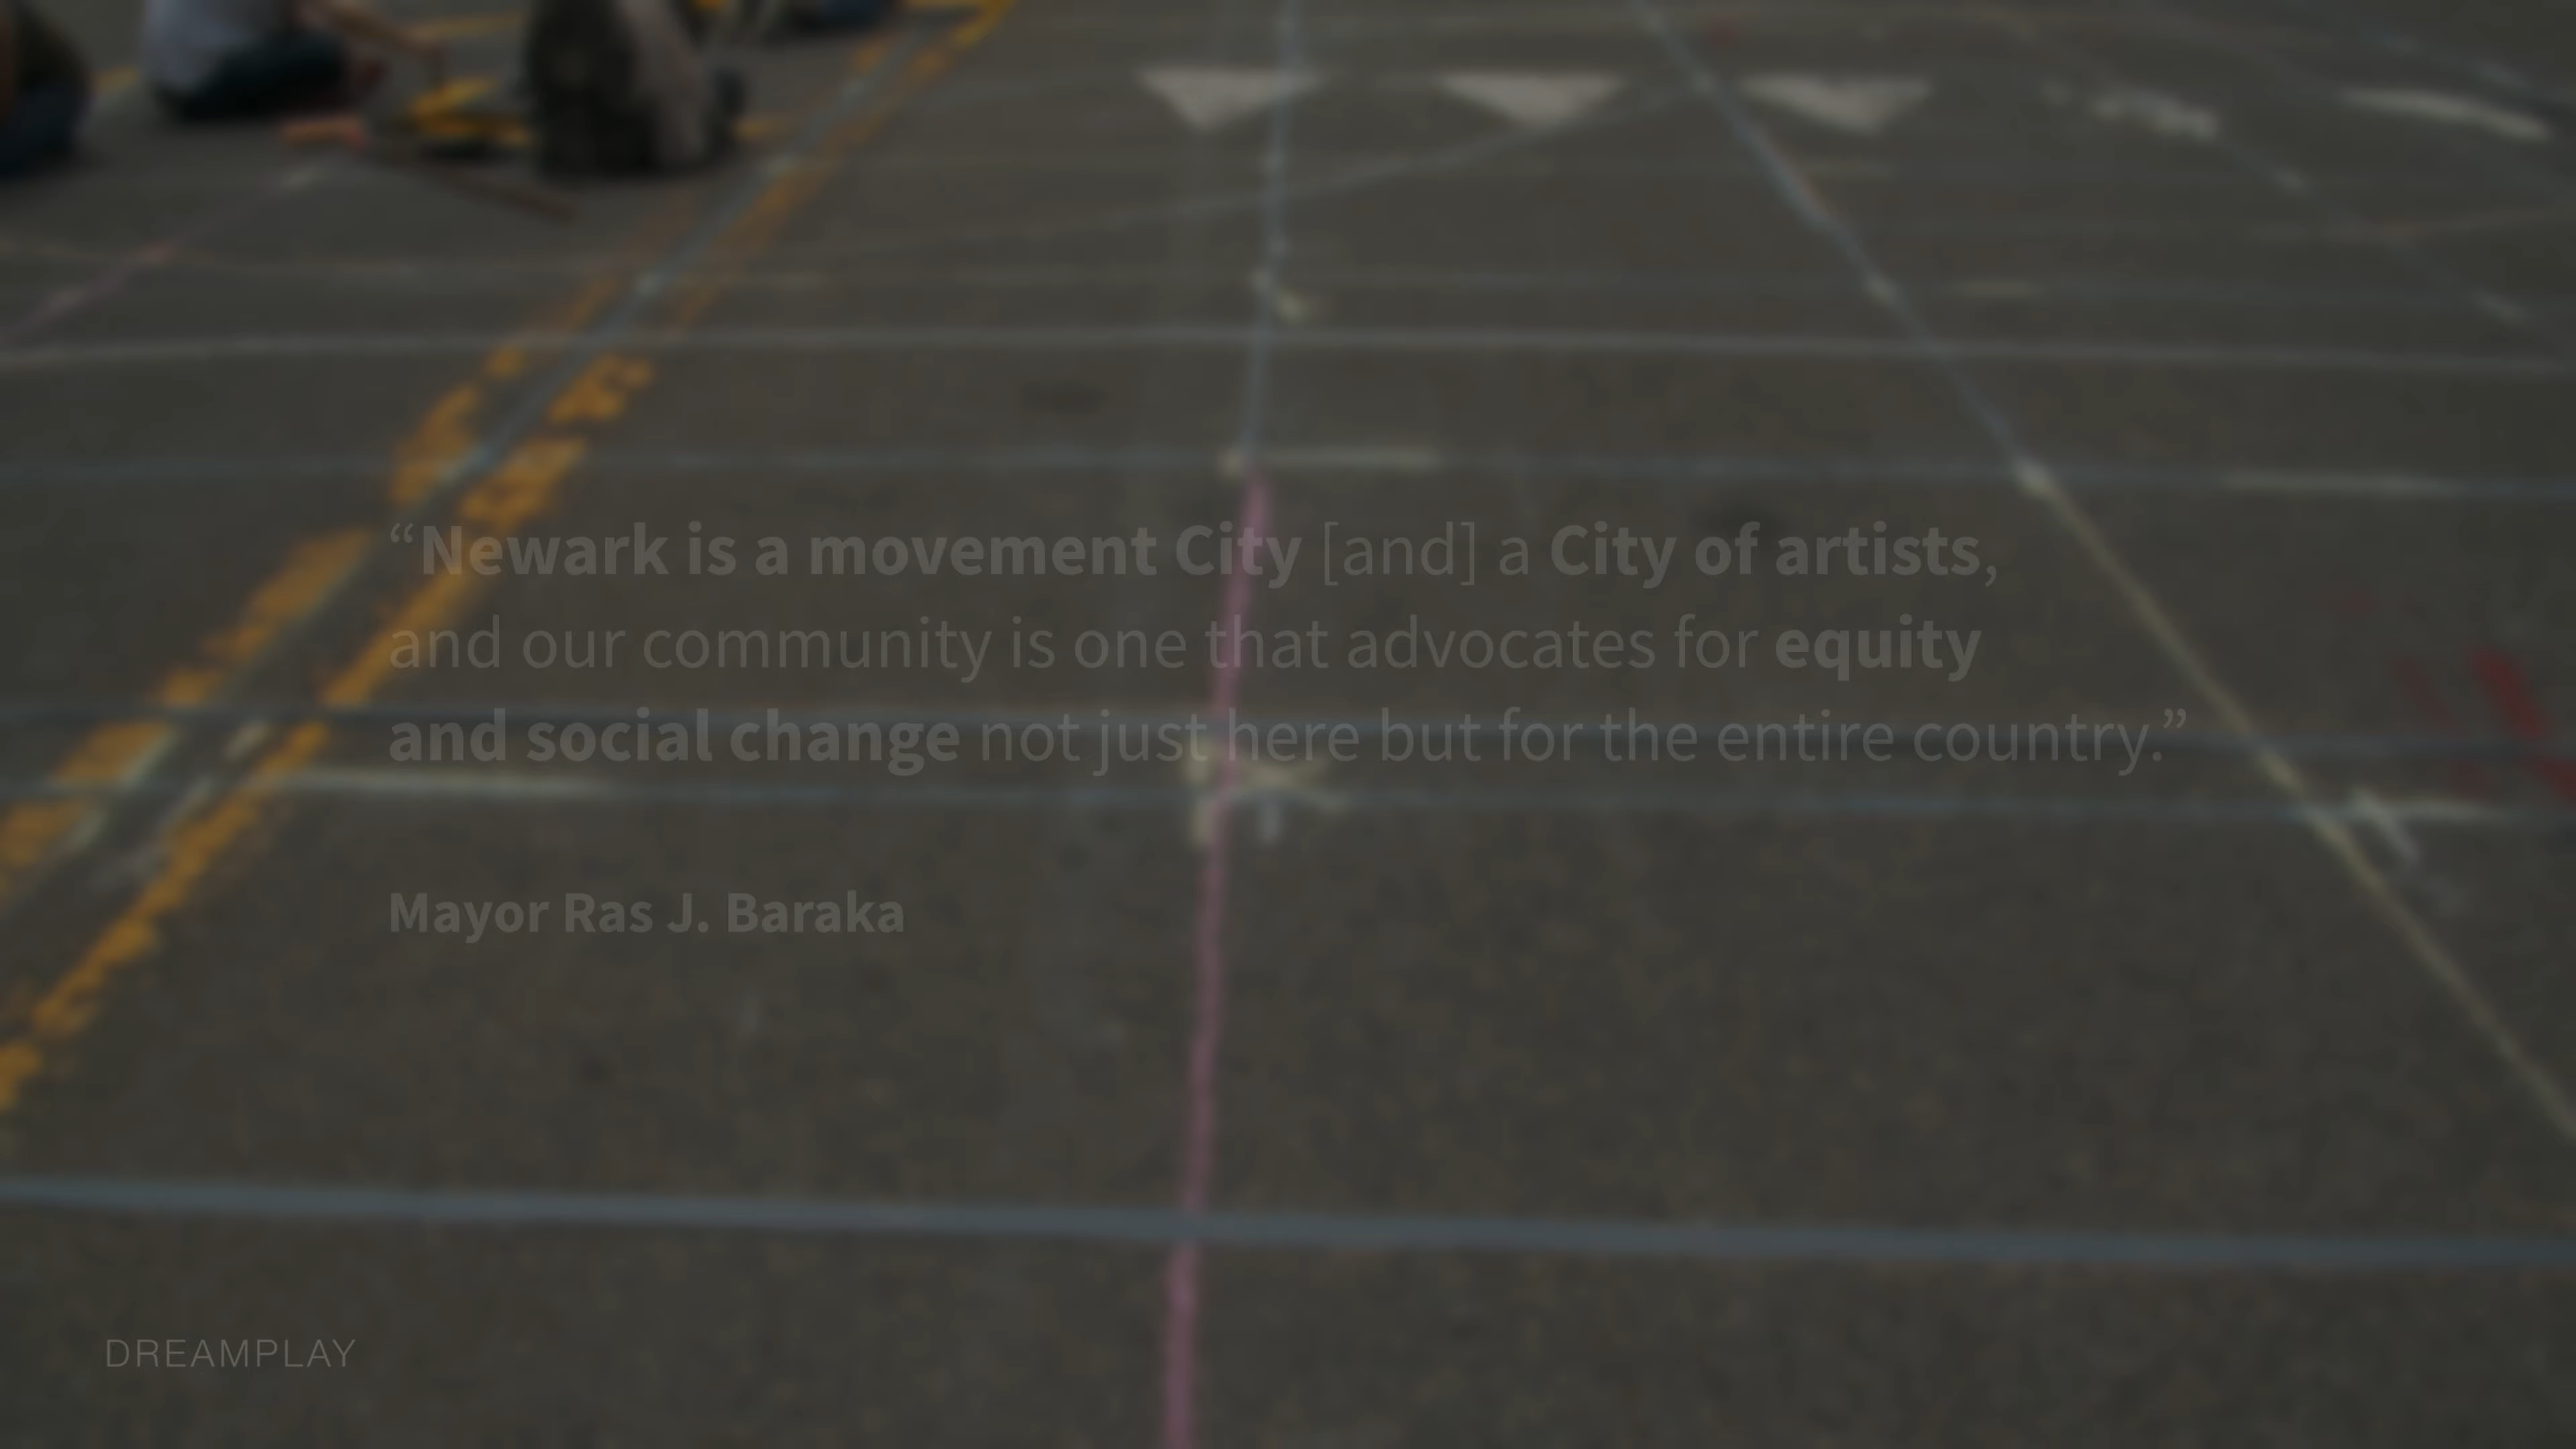 “Newark is a movement City [and] a City of artists,
and our community is one that advocates for equity
and social change not just here but for the entire country.”
Mayor Ras J. Baraka
DREAMPLAY